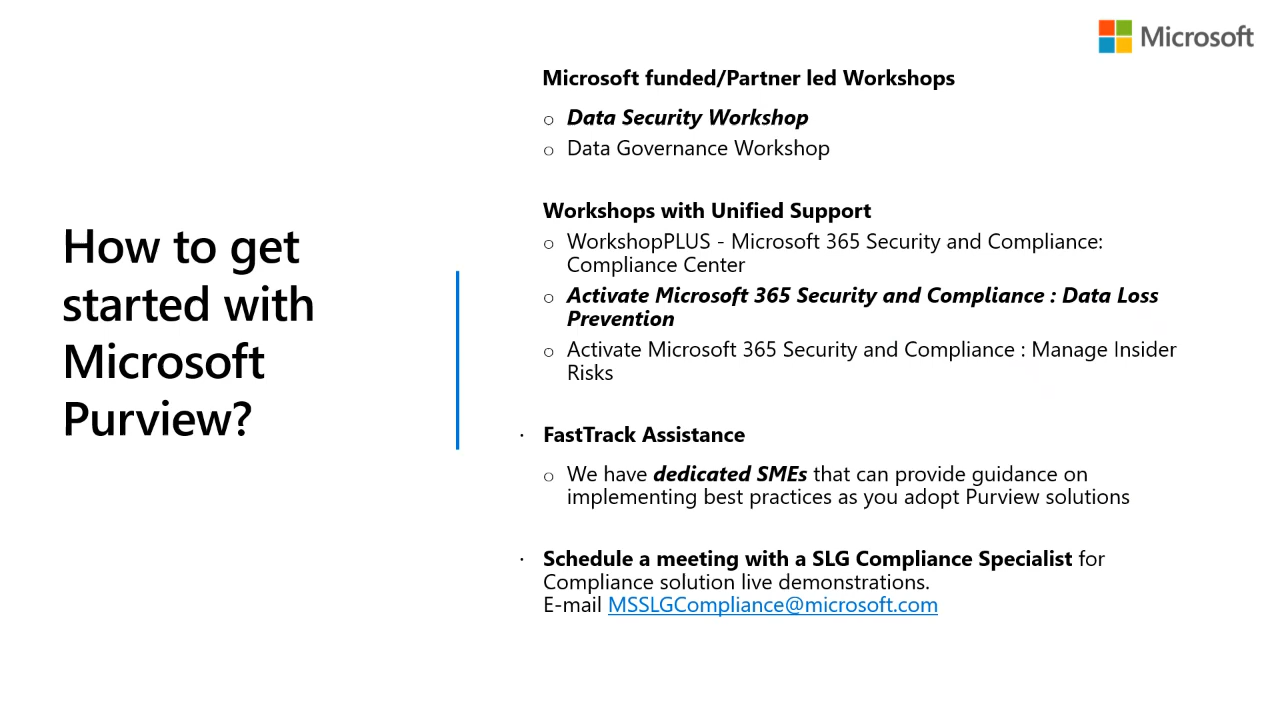 Microsoft
How to get
started with
Microsoft
Purview?
Microsoft funded/Partner led Workshops
o Data Security Workshop
o Data Governance Workshop
Workshops with Unified Support
o WorkshopPLUS - Microsoft 365 Security and Compliance:
Compliance Center
o Activate Microsoft 365 Security and Compliance : Data Loss
Prevention
o Activate Microsoft 365 Security and Compliance : Manage Insider
Risks
· FastTrack Assistance
o We have dedicated SMEs that can provide guidance on
implementing best practices as you adopt Purview solutions
· Schedule a meeting with a SLG Compliance Specialist for
Compliance solution live demonstrations.
E-mail MSSLGCompliance@microsoft.com